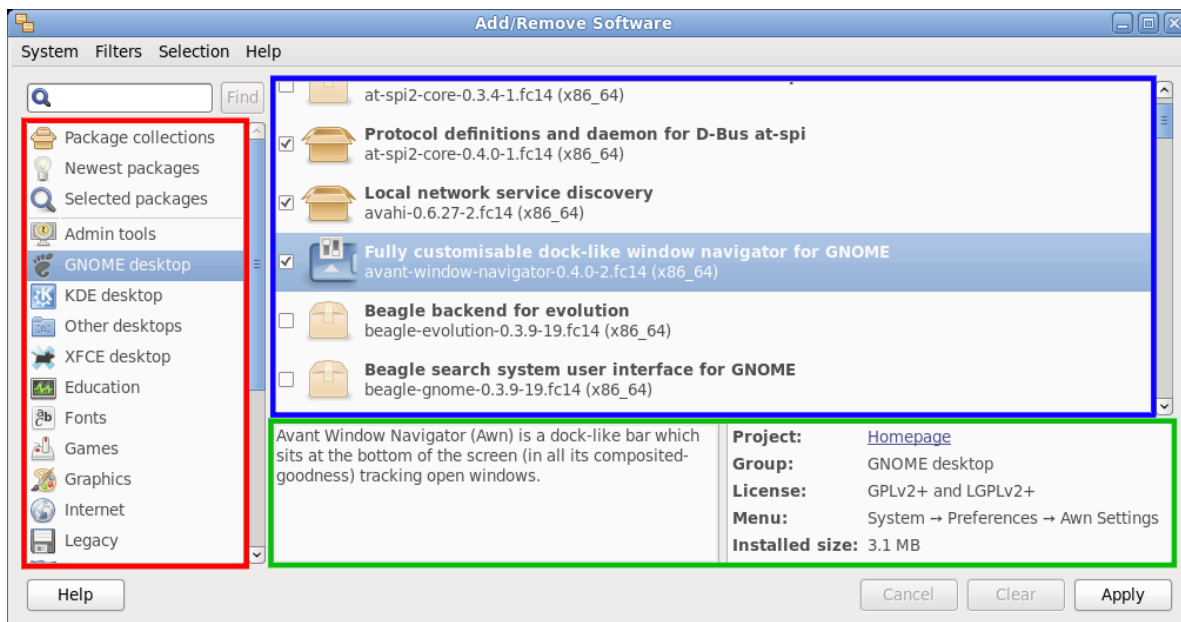 Add/Remove Software
System Filters Selection Help
Find
Package collections
Newest packages
Selected packages
Admin tools
GNOME desktop
KDE desktop
Other desktops
XFCE desktop
Education
Fonts
Games
Graphics
Internet
Legacy
at-spi2-core-0.3.4-1.fc14 (x86_64)
Protocol definitions and daemon for D-Bus at-spi
at-spi2-core-0.4.0-1.fc14 (x86_64)
Local network service discovery
avahi-0.6.27-2.fc14 (x86_64)
Fully customisable dock-like window navigator for GNOME
avant-window-navigator-0.4.0-2.fc14 (x86_64)
Beagle backend for evolution
beagle-evolution-0.3.9-19.fc14 (x86_64)
Beagle search system user interface for GNOME
beagle-gnome-0.3.9-19.fc14 (x86_64)
Avant Window Navigator (Awn) is a dock-like bar which
sits at the bottom of the screen (in all its composited-
goodness) tracking open windows.
Project: Homepage
Group: GNOME desktop
License: GPLv2+ and LGPLv2+
Menu: System → Preferences → Awn Settings
Installed size: 3.1 MB
Help
Cancel Clear Apply